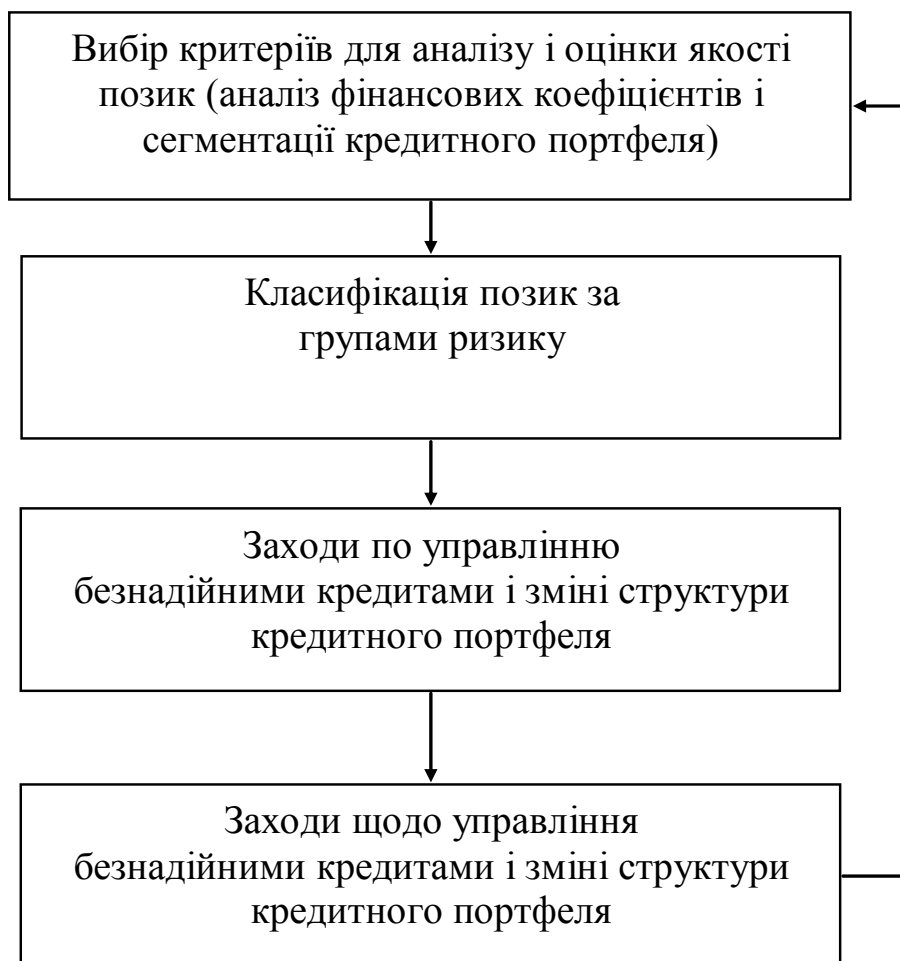 Вибір критеріїв для аналізу і оцінки якості
позик (аналіз фінансових коефіцієнтів і
сегментації кредитного портфеля)
Класифікація позик за
групами ризику
Заходи по управлінню
безнадійними кредитами і зміні структури
кредитного портфеля
Заходи щодо управління
безнадійними кредитами і зміні структури
кредитного портфеля